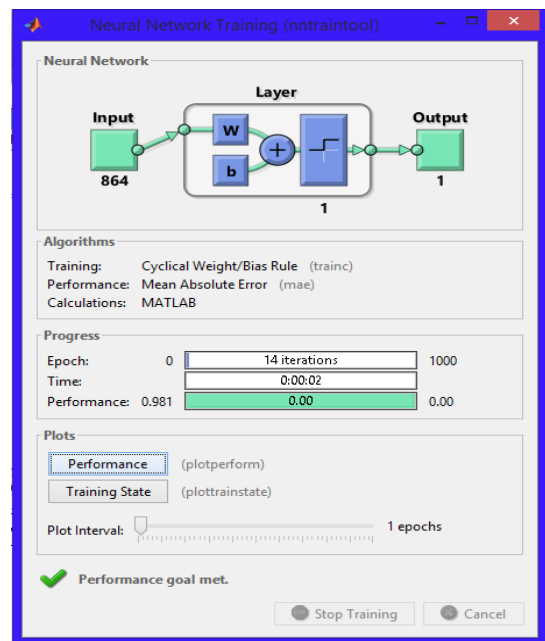 Neural Network Training (nntraintool)
Neural Network
Layer
Input
Output
W
b
+
864
1
1
Algorithms
Training: Cyclical Weight/Bias Rule (trainc)
Performance: Mean Absolute Error (mae)
Calculations: MATLAB
Progress
Epoch: 0 14 iterations 1000
Time: 0:00:02
Performance: 0.981 0.00 0.00
Plots
Performance (plotperform)
Training State (plottrainstate)
Plot Interval: 1 epochs
Performance goal met.
Stop Training Cancel